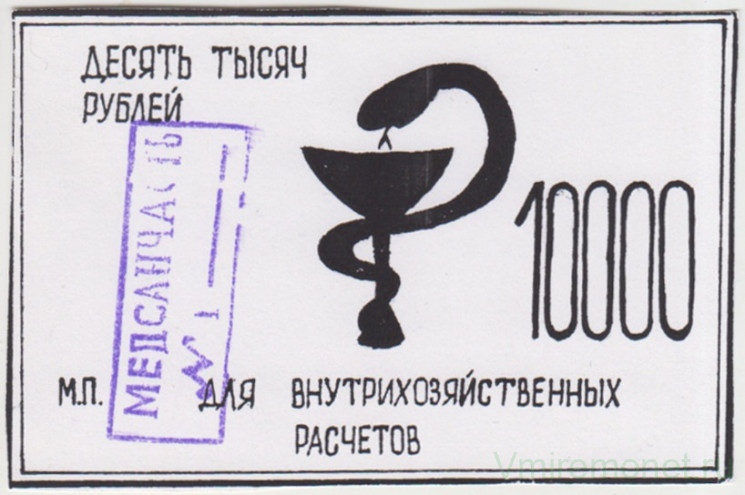 ДЕСЯТЬ ТЫСЯЧ
РУБЛЕЙ
10000
МЕДСАНЧАСТЬ
№ 1
М.П. ДЛЯ ВНУТРИХОЗЯЙСТВЕННЫХ
РАСЧЕТОВ